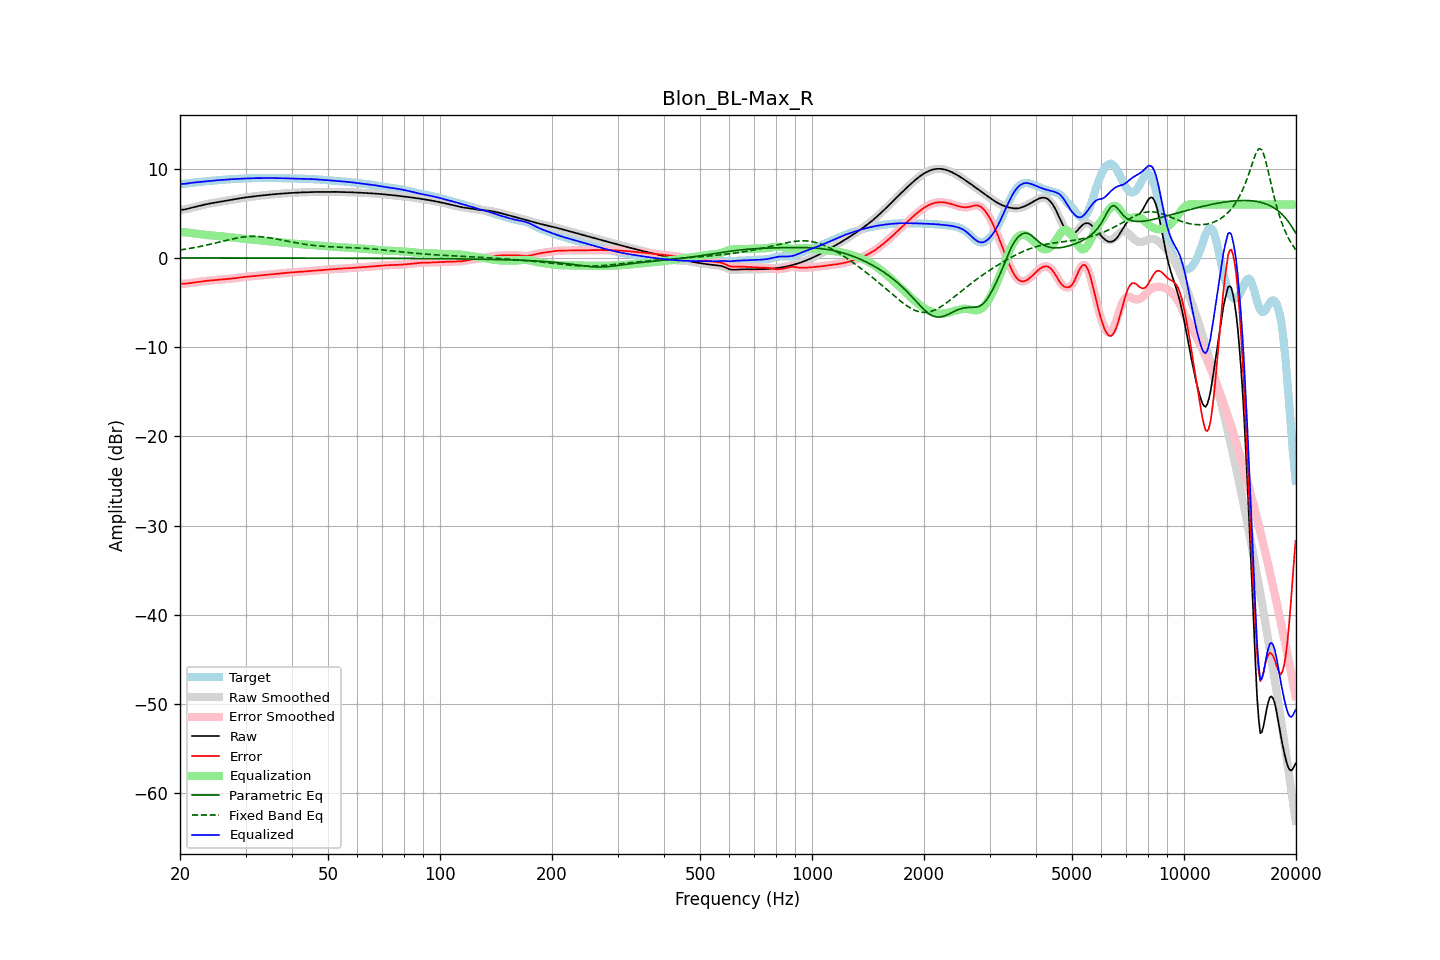 Blon_BL-Max_R
10
0
−10
−20
−30
−40
−50
−60
Amplitude (dBr)
Target
Raw Smoothed
Error Smoothed
Raw
Error
Equalization
Parametric Eq
Fixed Band Eq
Equalized
20 50 100 200 500 1000 2000 5000 10000 20000
Frequency (Hz)